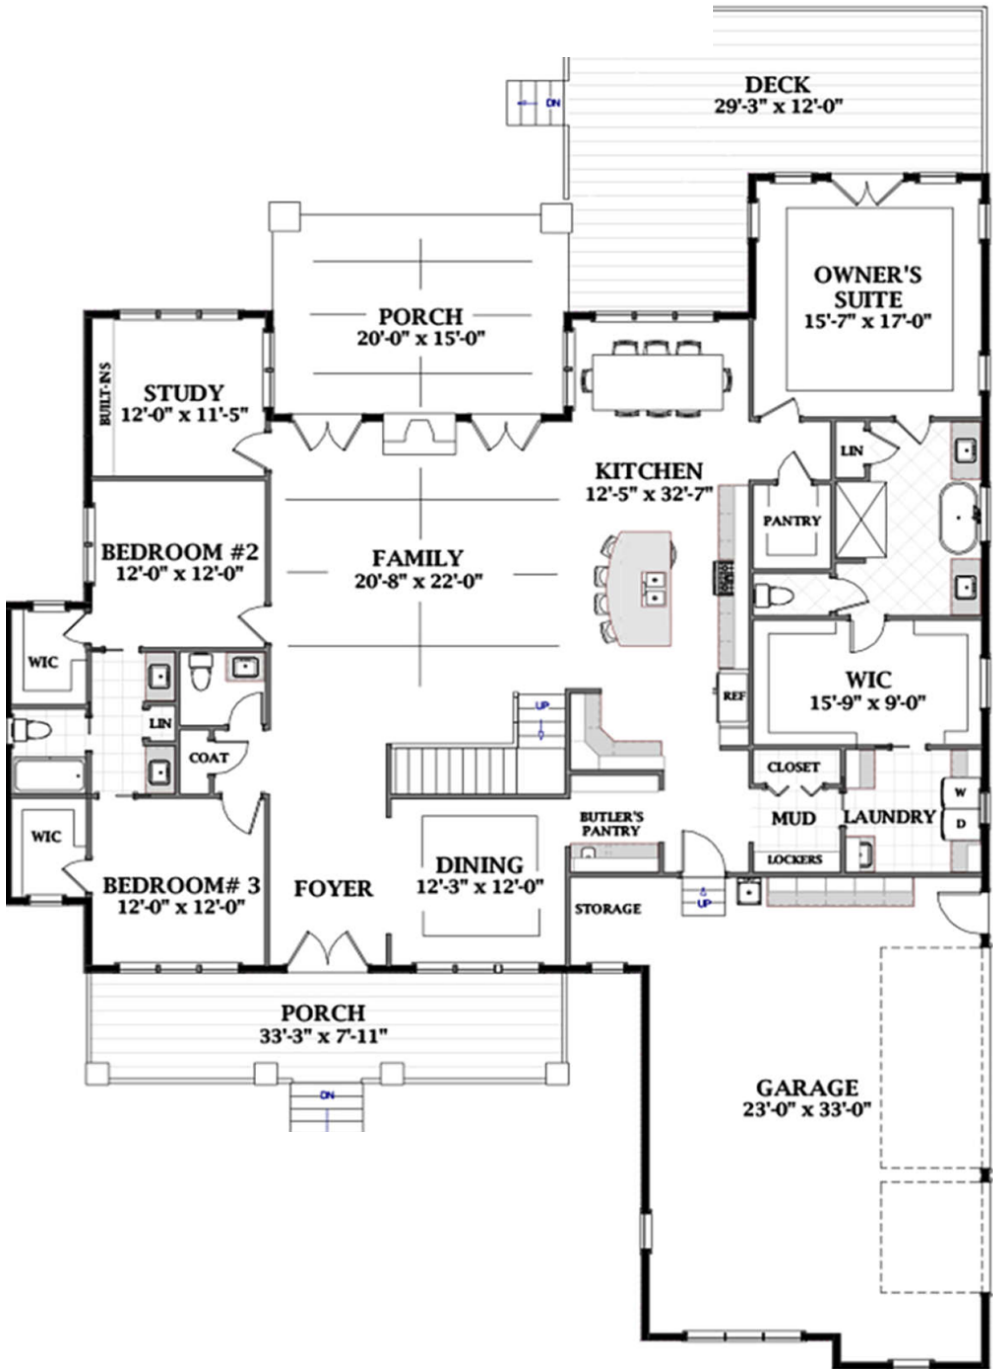 DECK
29'-3" x 12'-0"
DN
OWNER'S
SUITE
15'-7" x 17'-0"
PORCH
20'-0" x 15'-0"
BUILT-INS
STUDY
12'-0" x 11'-5"
LIN
KITCHEN
12'-5" x 32'-7"
PANTRY
BEDROOM #2
12'-0" x 12'-0"
FAMILY
20'-8" x 22'-0"
WIC
WIC
15'-9" x 9'-0"
REF
UP
LIN
COAT
CLOSET
W
D
MUD
LAUNDRY
LOCKERS
BUTLER'S
PANTRY
WIC
BEDROOM# 3
12'-0" x 12'-0"
FOYER
DINING
12'-3" x 12'-0"
STORAGE
UP
PORCH
33'-3" x 7'-11"
DN
GARAGE
23'-0" x 33'-0"